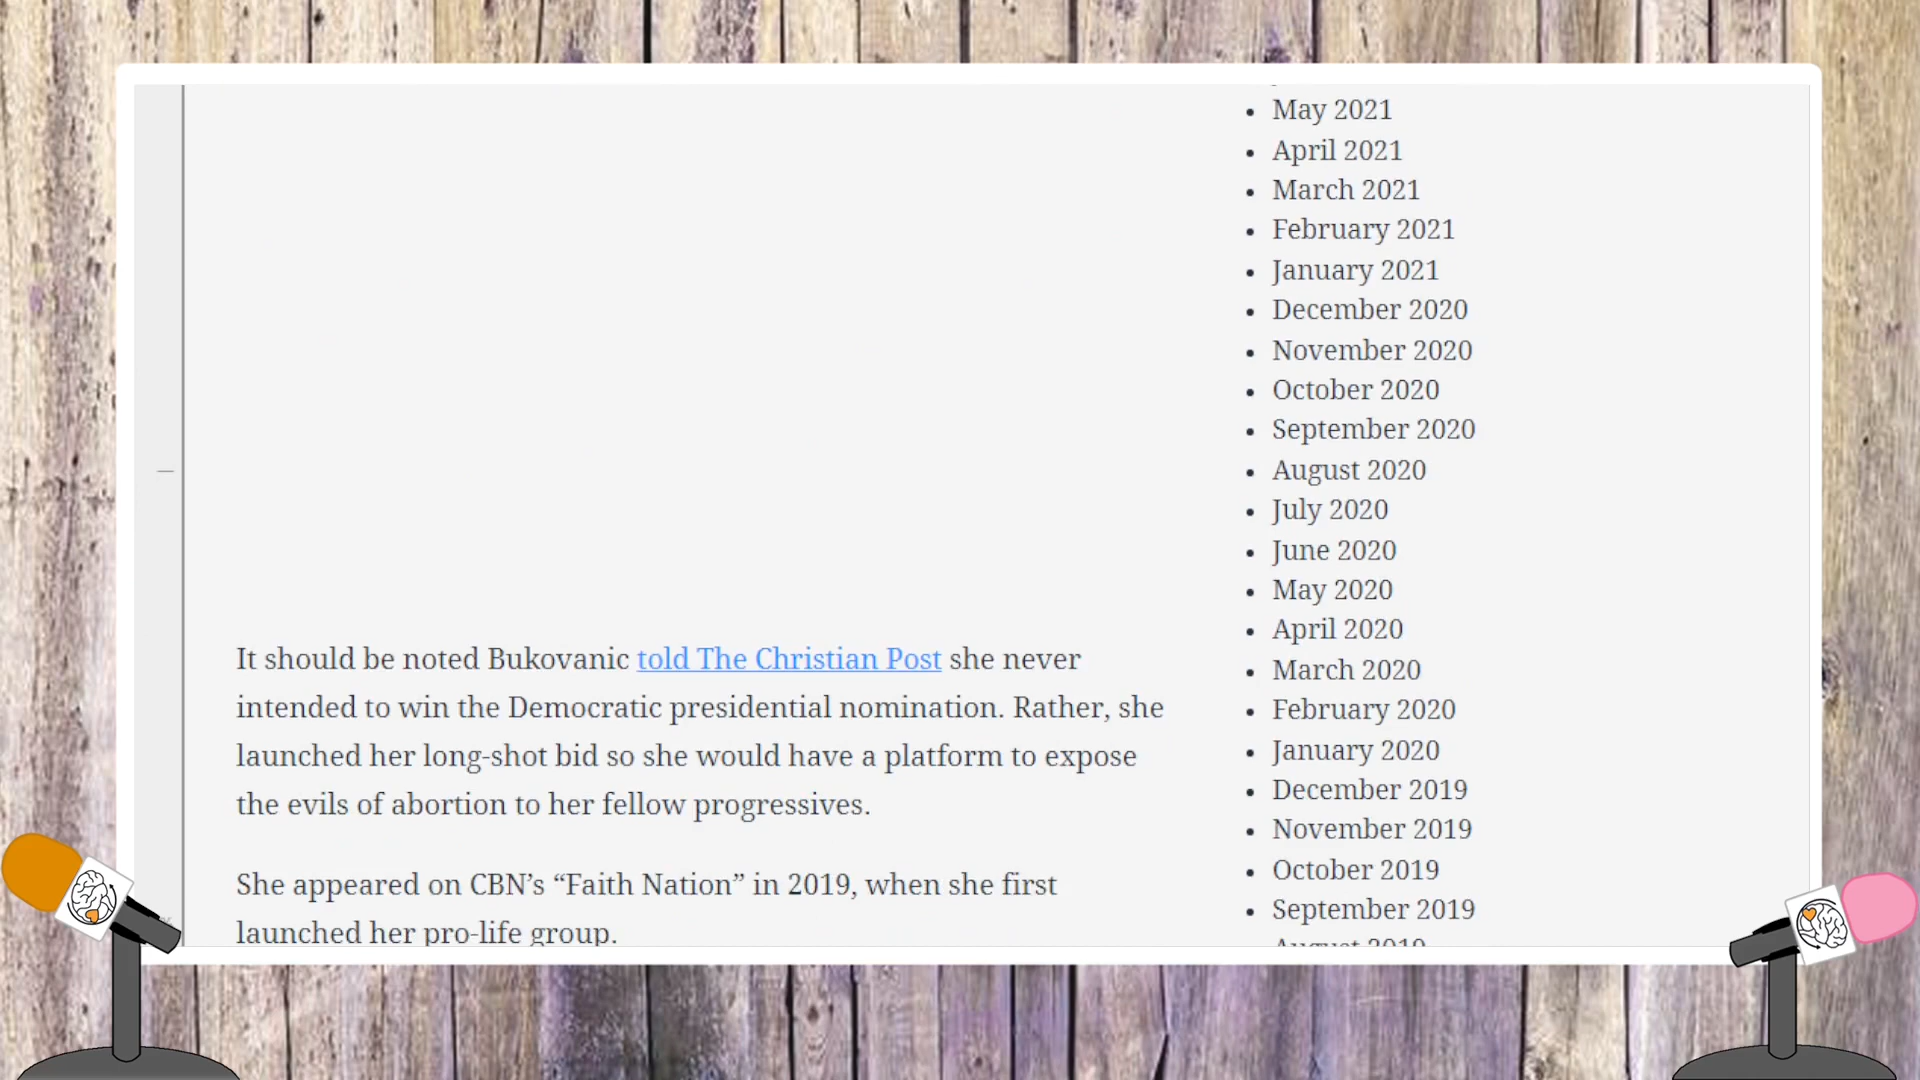 It should be noted Bukovanic told The Christian Post she never
intended to win the Democratic presidential nomination. Rather, she
launched her long-shot bid so she would have a platform to expose
the evils of abortion to her fellow progressives.
She appeared on CBN’s “Faith Nation” in 2019, when she first
launched her pro-life group.
May 2021
April 2021
March 2021
February 2021
January 2021
December 2020
November 2020
October 2020
September 2020
August 2020
July 2020
June 2020
May 2020
April 2020
March 2020
February 2020
January 2020
December 2019
November 2019
October 2019
September 2019
August 2019